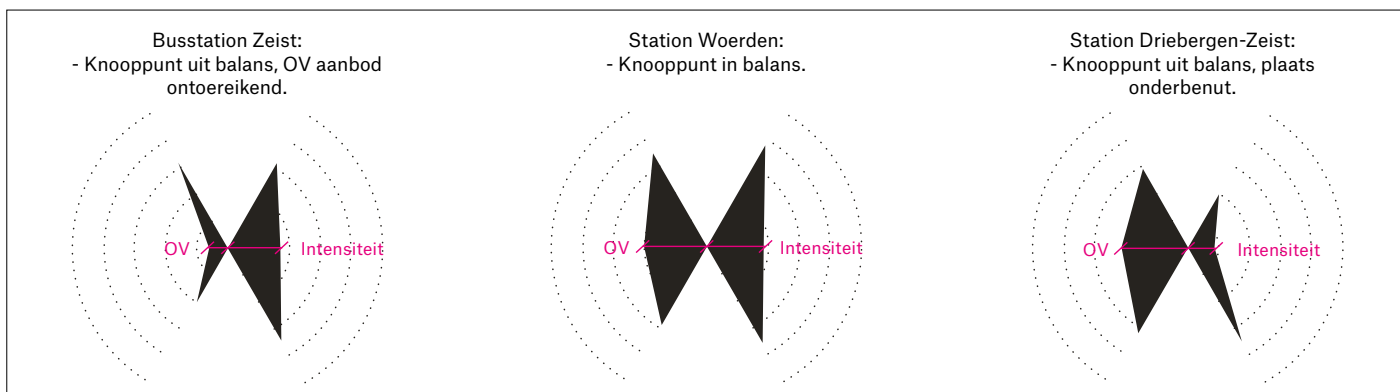 Busstation Zeist:
- Knooppunt uit balans, OV aanbod
ontoereikend.
OV
Intensiteit
Station Woerden:
- Knooppunt in balans.
OV
Intensiteit
Station Driebergen-Zeist:
- Knooppunt uit balans, plaats
onderbenut.
OV
Intensiteit